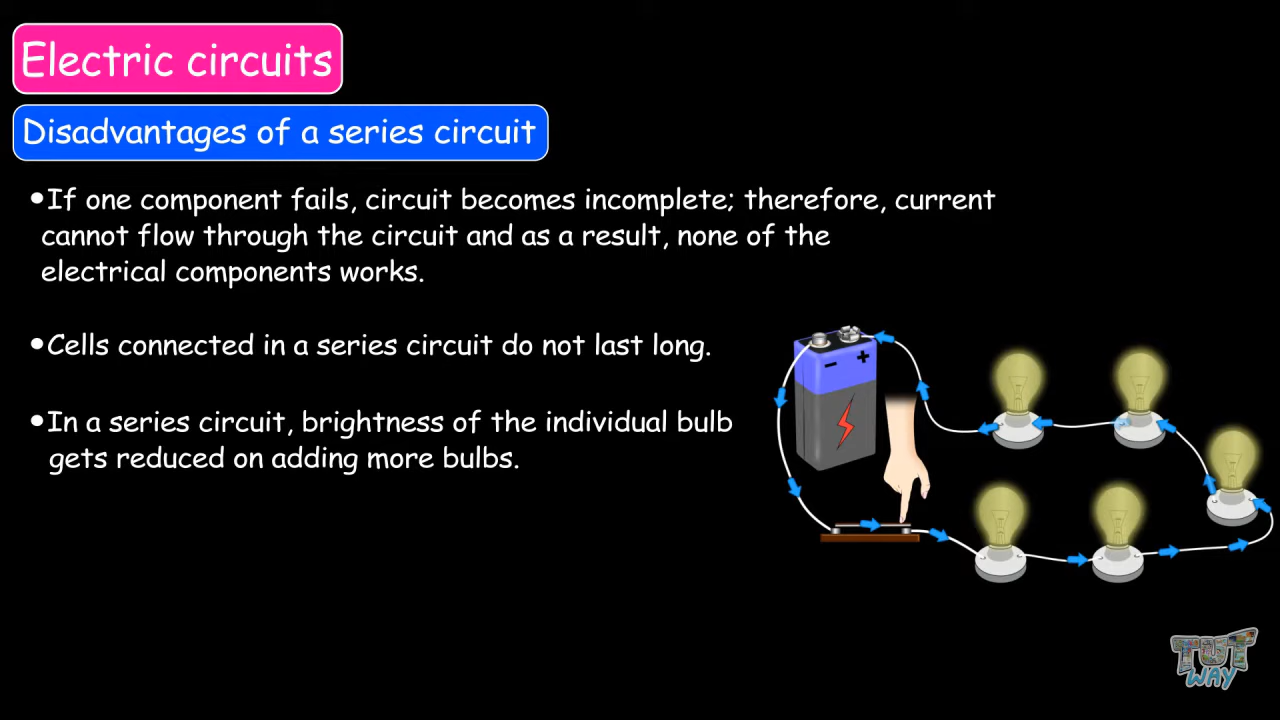 Electric circuits
Disadvantages of a series circuit
•If one component fails, circuit becomes incomplete; therefore, current
cannot flow through the circuit and as a result, none of the
electrical components works.
•Cells connected in a series circuit do not last long.
•In a series circuit, brightness of the individual bulb
gets reduced on adding more bulbs.
− +
TUT
WAY